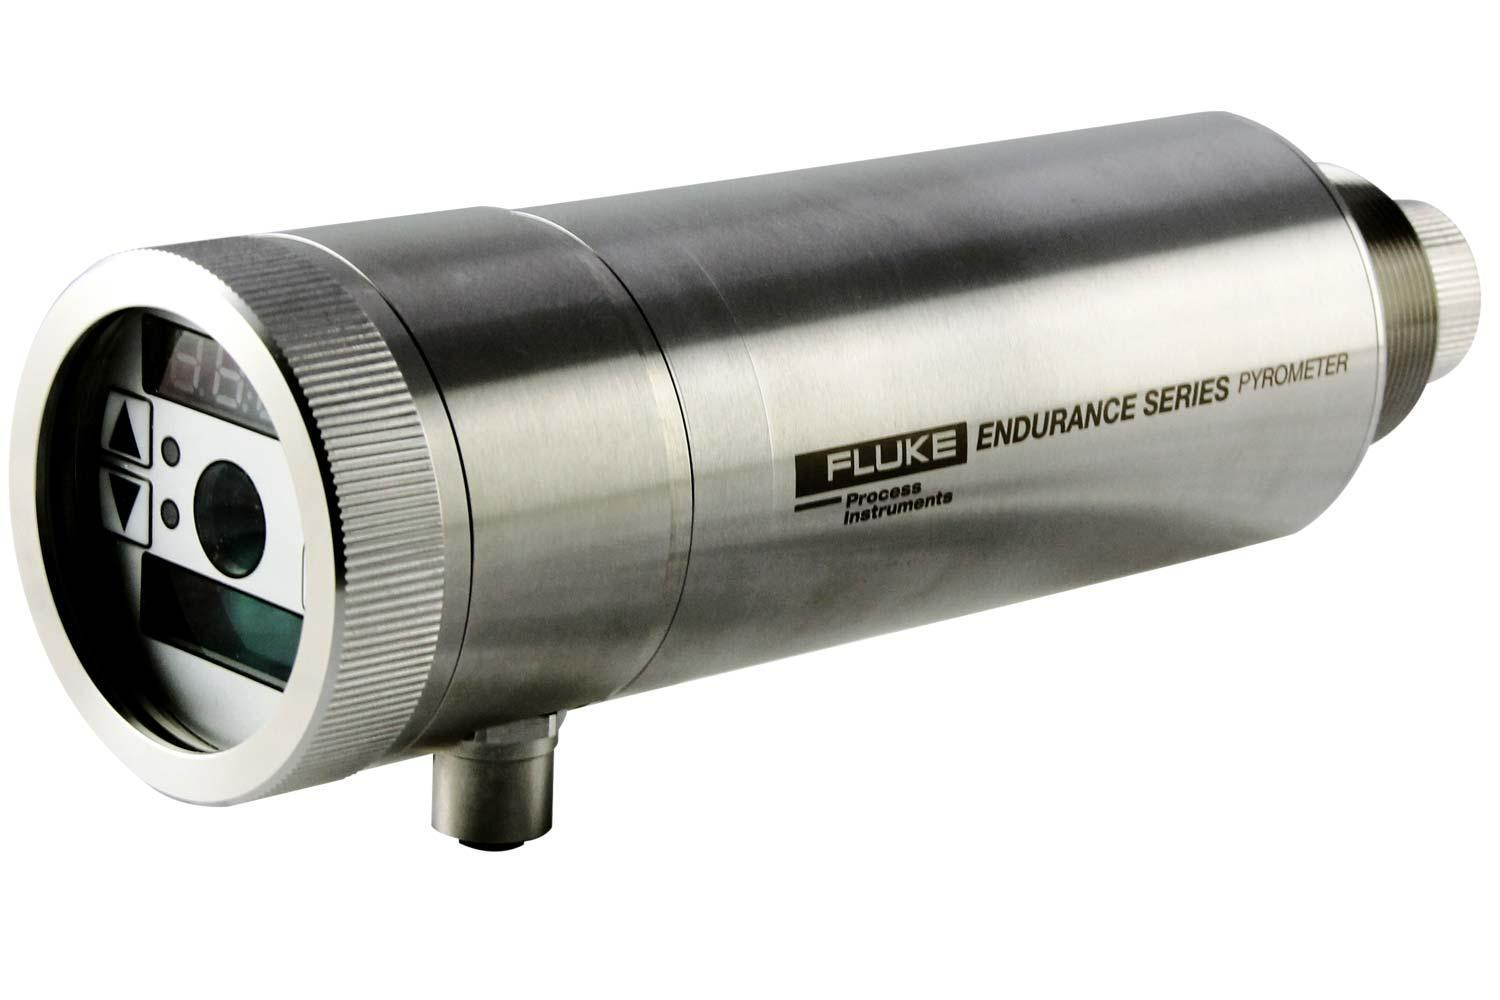 FLUKE ENDURANCE SERIES PYROMETER
Process
Instruments